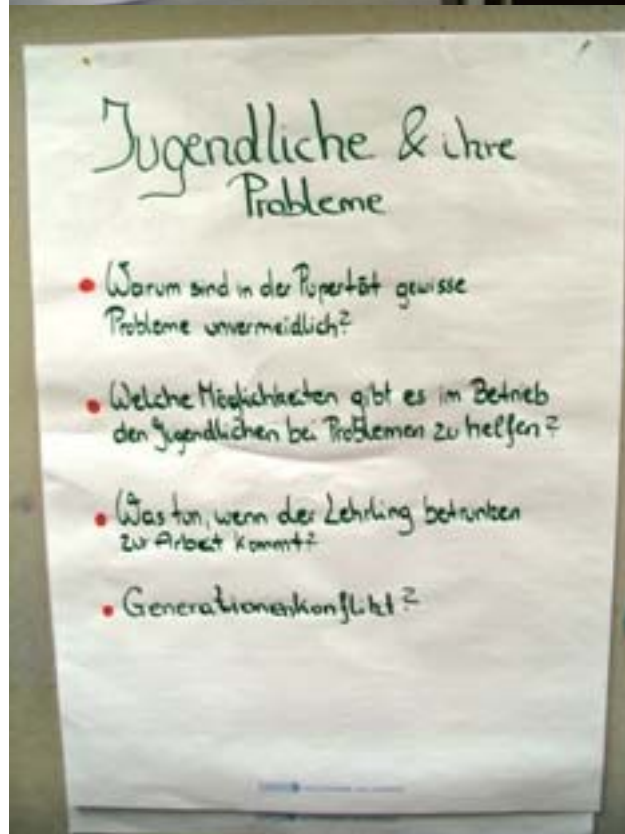 Jugendliche & ihre
Probleme
Warum sind in der Pupertät gewisse
Probleme unvermeidlich?
Welche Möglichkeiten gibt es im Betrieb
den Jugendlichen bei Problemen zu helfen?
Was tun, wenn der Lehrling betrunken
zur Arbeit kommt?
Generationenkonflikt?